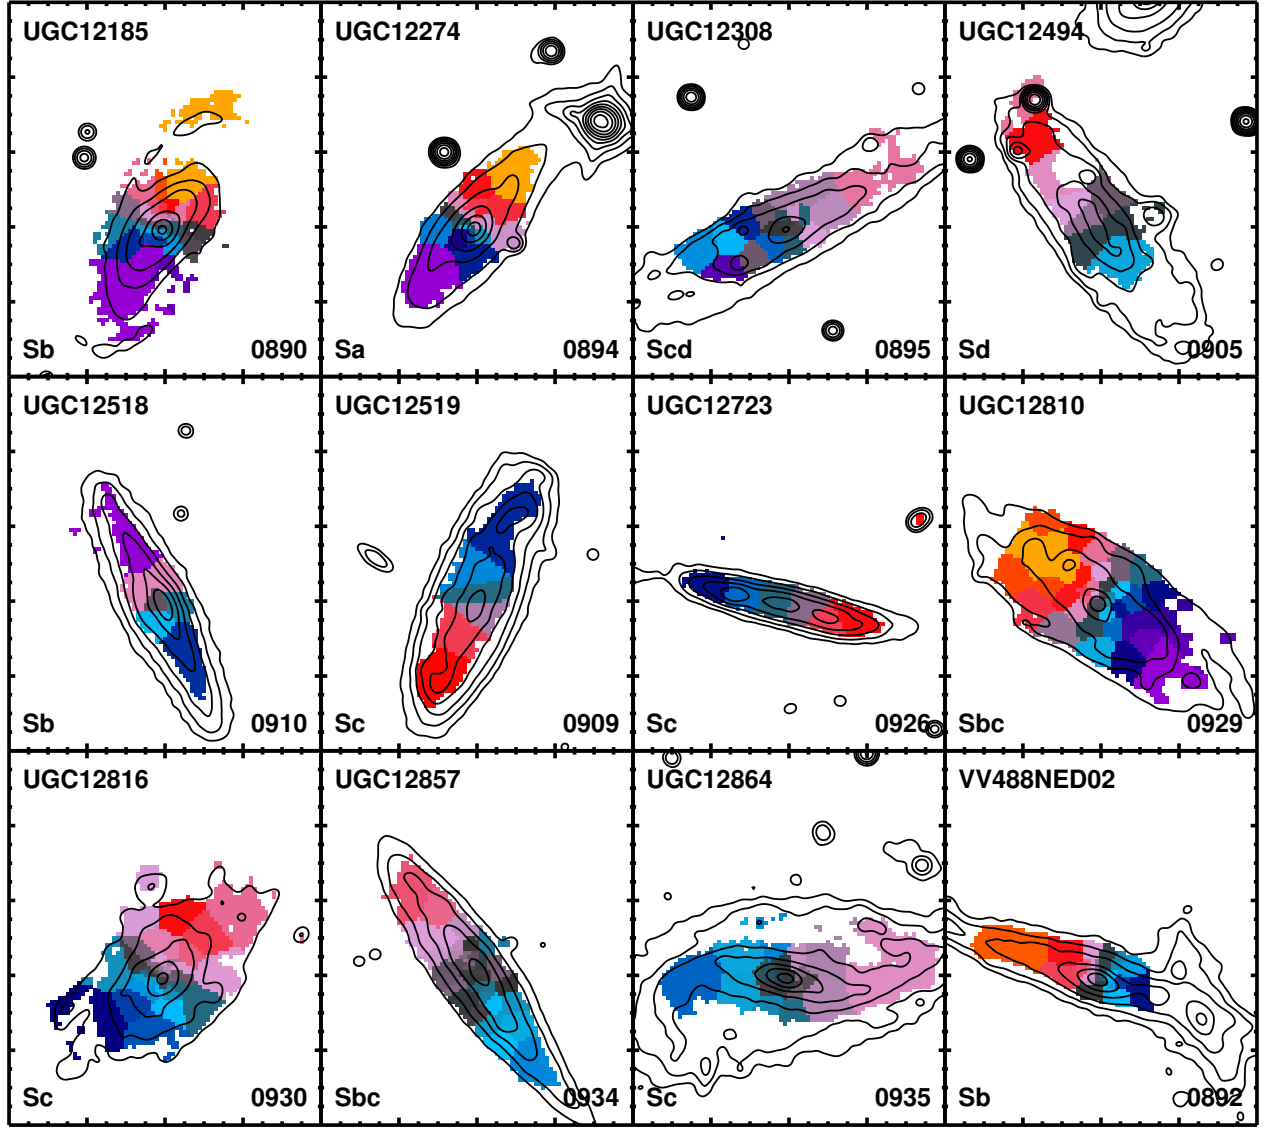 UGC12185 UGC12274 UGC12308 UGC12494
Sb 0890 Sa 0894 Scd 0895 Sd 0905
UGC12518 UGC12519 UGC12723 UGC12810
Sb 0910 Sc 0909 Sc 0926 Sbc 0929
UGC12816 UGC12857 UGC12864 VV488NED02
Sc 0930 Sbc 0934 Sc 0935 Sb 0892